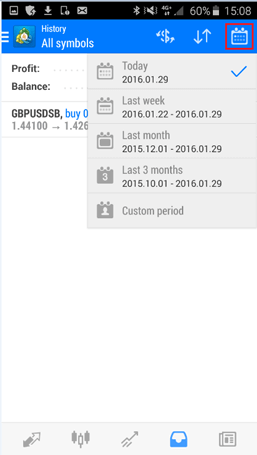 4G+ 60% 15:08
History
All symbols
Profit:
Balance:
GBPUSDSB, buy 0
1.44100 → 1.426
Today
2016.01.29
Last week
2016.01.22 - 2016.01.29
Last month
2015.12.01 - 2016.01.29
3
Last 3 months
2015.10.01 - 2016.01.29
Custom period